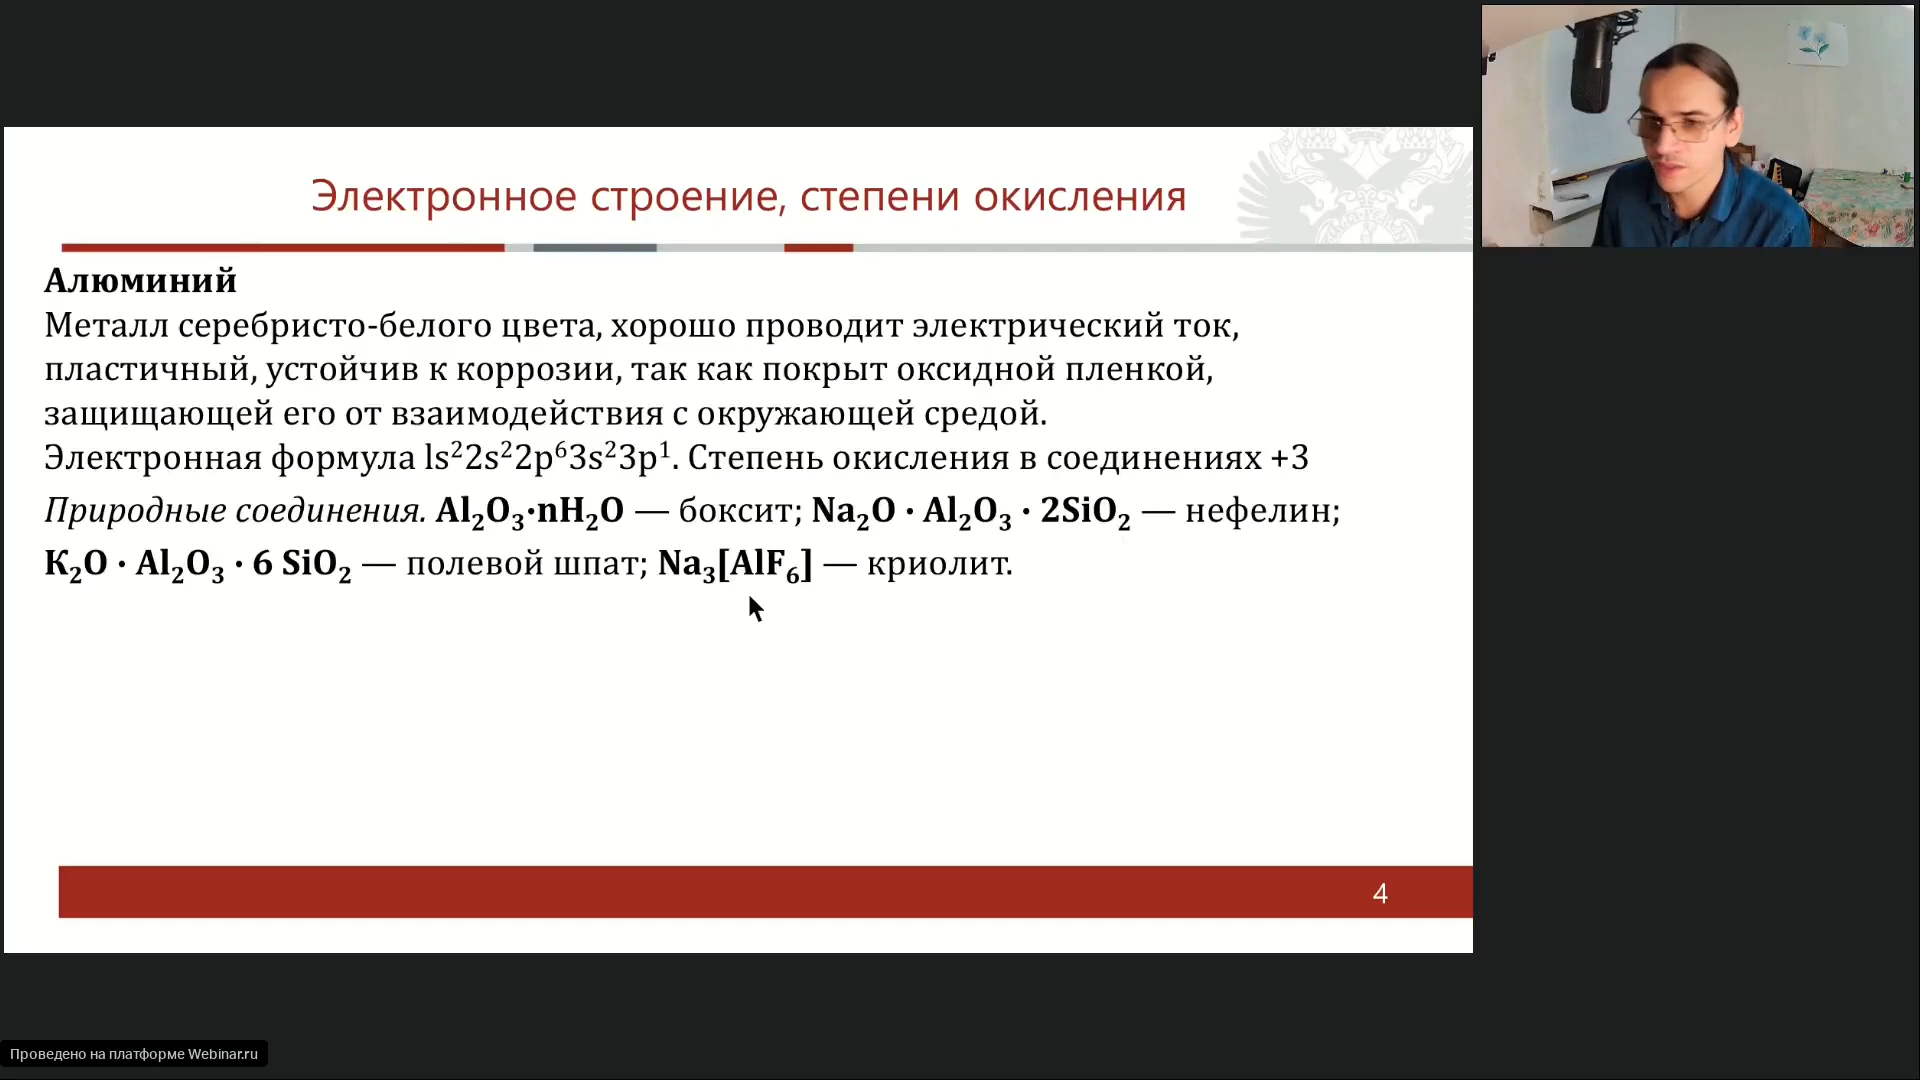 Электронное строение, степени окисления
Алюминий
Металл серебристо-белого цвета, хорошо проводит электрический ток,
пластичный, устойчив к коррозии, так как покрыт оксидной пленкой,
защищающей его от взаимодействия с окружающей средой.
Электронная формула ls²2s²2p⁶3s²3p¹. Степень окисления в соединениях +3
Природные соединения. Al₂O₃·nH₂O — боксит; Na₂O · Al₂O₃ · 2SiO₂ — нефелин;
K₂O · Al₂O₃ · 6 SiO₂ — полевой шпат; Na₃[AlF₆] — криолит.
4
Проведено на платформе Webinar.ru